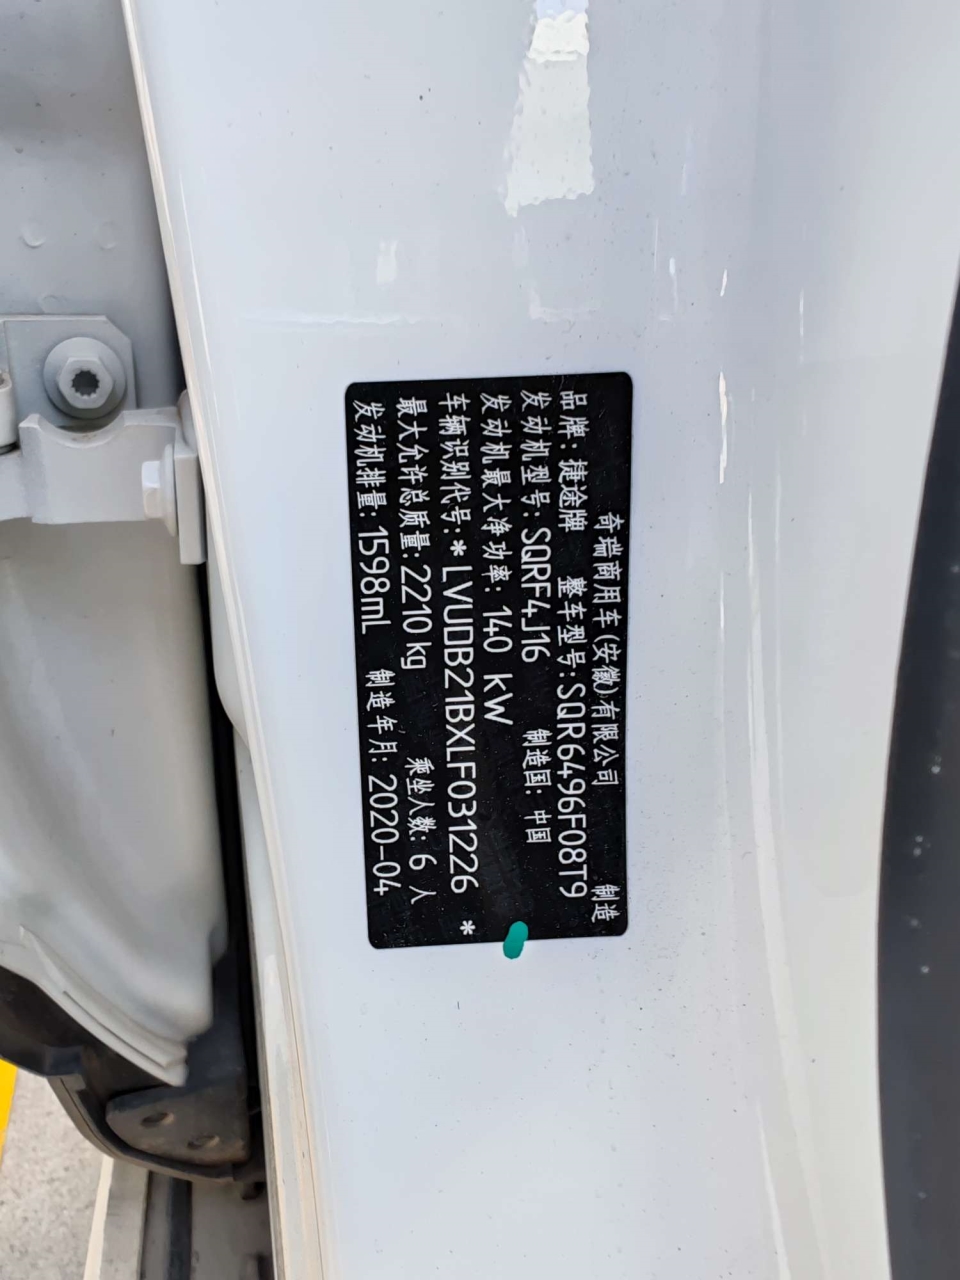 奇瑞商用车(安徽)有限公司 制造
品牌:捷途牌 整车型号:SQR6496F08T9
发动机型号:SQRF4J16 制造国:中国
发动机最大净功率:140 kW
车辆识别代号:*LVUDB21BXLF031226 *
最大允许总质量:2210kg 乘坐人数:6 人
发动机排量:1598mL 制造年月:2020-04